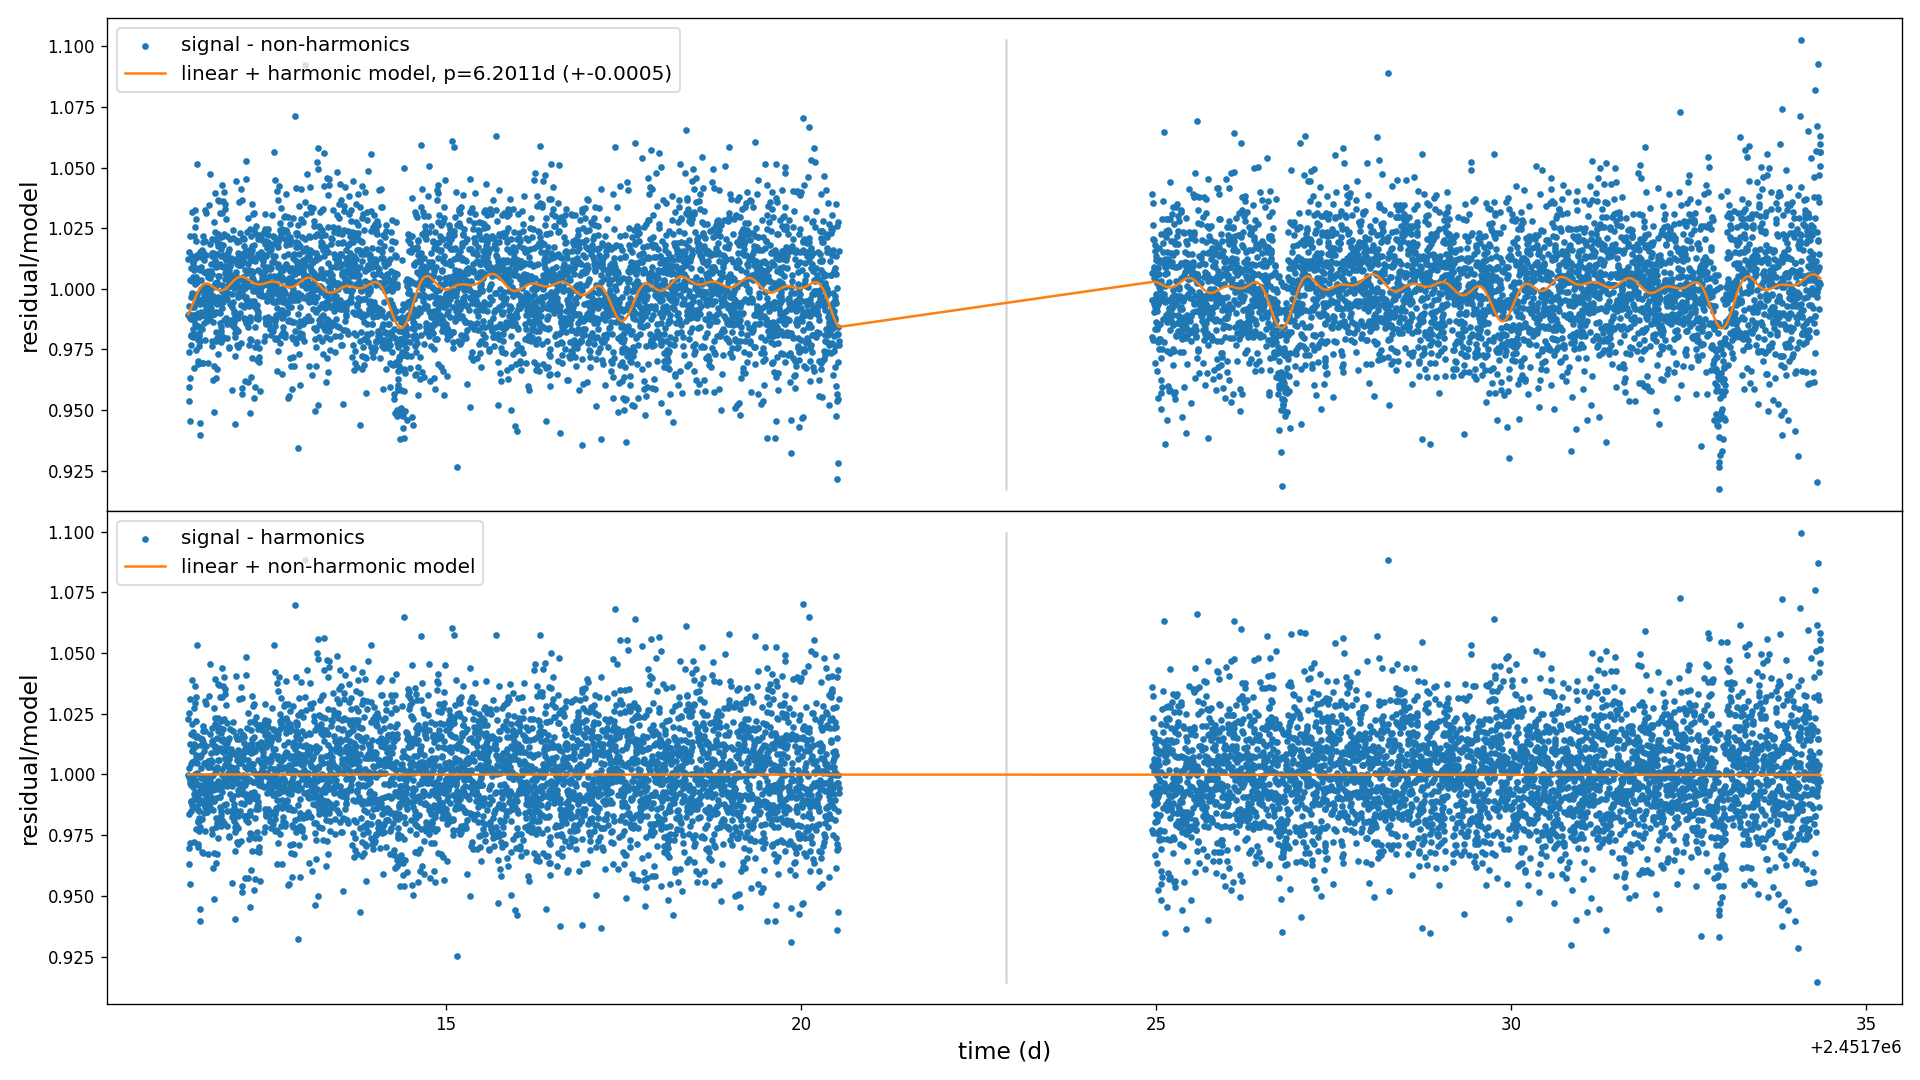 signal - non-harmonics
linear + harmonic model, p=6.2011d (+-0.0005)
1.100
1.075
1.050
1.025
1.000
0.975
0.950
0.925
residual/model
signal - harmonics
linear + non-harmonic model
1.100
1.075
1.050
1.025
1.000
0.975
0.950
0.925
residual/model
15
20
25
30
35
time (d)
+2.4517e6